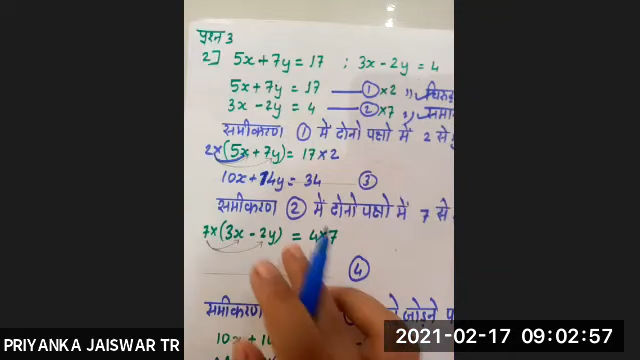 प्रश्न 3
2] 5x + 7y = 17 ; 3x - 2y = 4
5x + 7y = 17 —— ① ×2
3x - 2y = 4 —— ② ×7
समीकरण ① में दोनो पक्षो में 2 से
2×(5x + 7y) = 17×2
10x + 14y = 34 —— ③
समीकरण ② में दोनो पक्षो में 7 से
7×(3x - 2y) = 4×7
④
समीकरण जोड़ने
10x + 14
PRIYANKA JAISWAR TR
2021-02-17 09:02:57